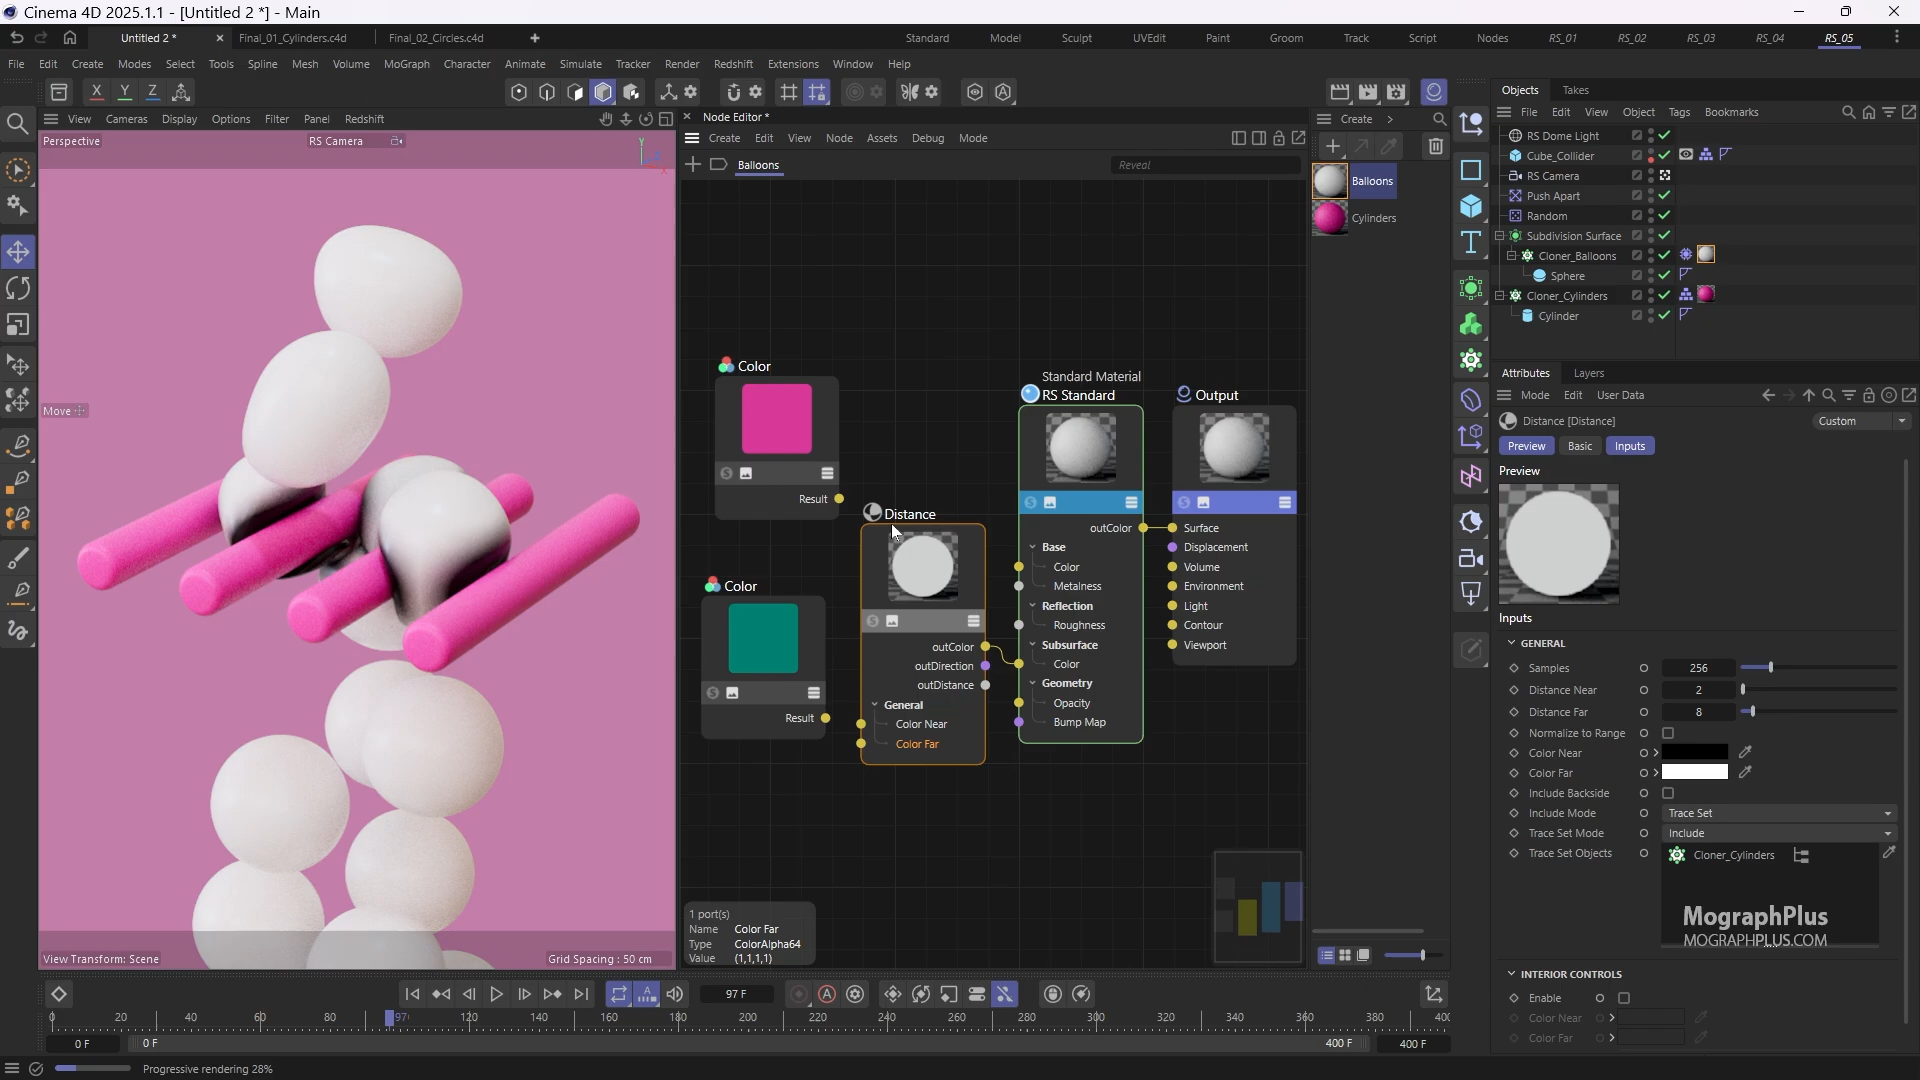 Cinema 4D 2025.1.1 - [Untitled 2 *] - Main
Untitled 2 * Final_01_Cylinders.c4d Final_02_Circles.c4d Standard Model Sculpt UVEdit Paint Groom Track Script Nodes RS_01 RS_02 RS_03 RS_04 RS_05
File Edit Create Modes Select Tools Spline Mesh Volume MoGraph Character Animate Simulate Tracker Render Redshift Extensions Window Help
X Y Z
Objects Takes
File Edit View Object Tags Bookmarks
RS Dome Light
Cube_Collider
RS Camera
Push Apart
Random
Subdivision Surface
Cloner_Balloons
Sphere
Cloner_Cylinders
Cylinder
View Cameras Display Options Filter Panel Redshift
Perspective
RS Camera
Y
X
Move
View Transform: Scene
Grid Spacing : 50 cm
Node Editor *
Create Edit View Node Assets Debug Mode
Balloons
Reveal
Color
Result
Color
Result
Distance
outColor
outDirection
outDistance
General
Color Near
Color Far
Standard Material
RS Standard
outColor
Base
Color
Metalness
Reflection
Roughness
Subsurface
Color
Geometry
Opacity
Bump Map
Output
Surface
Displacement
Volume
Environment
Light
Contour
Viewport
1 port(s)
Name Color Far
Type ColorAlpha64
Value (1,1,1,1)
Create
Balloons
Cylinders
Attributes Layers
Mode Edit User Data
Distance [Distance]
Custom
Preview Basic Inputs
Preview
Inputs
GENERAL
Samples 256
Distance Near 2
Distance Far 8
Normalize to Range
Color Near
Color Far
Include Backside
Include Mode Trace Set
Trace Set Mode Include
Trace Set Objects Cloner_Cylinders
MographPlus
MOGRAPHPLUS.COM
INTERIOR CONTROLS
Enable
Color Near
Color Far
97 F
0 20 40 60 80 97 120 140 160 180 200 220 240 260 280 300 320 340 360 380 400
0 F 0 F 400 F 400 F
Progressive rendering 28%